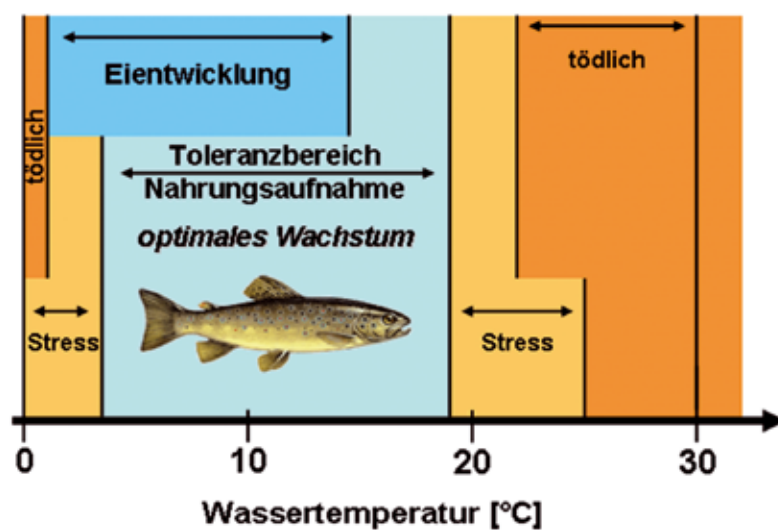 Eientwicklung
tödlich
tödlich
Toleranzbereich
Nahrungsaufnahme
optimales Wachstum
Stress
Stress
0 10 20 30
Wassertemperatur [°C]